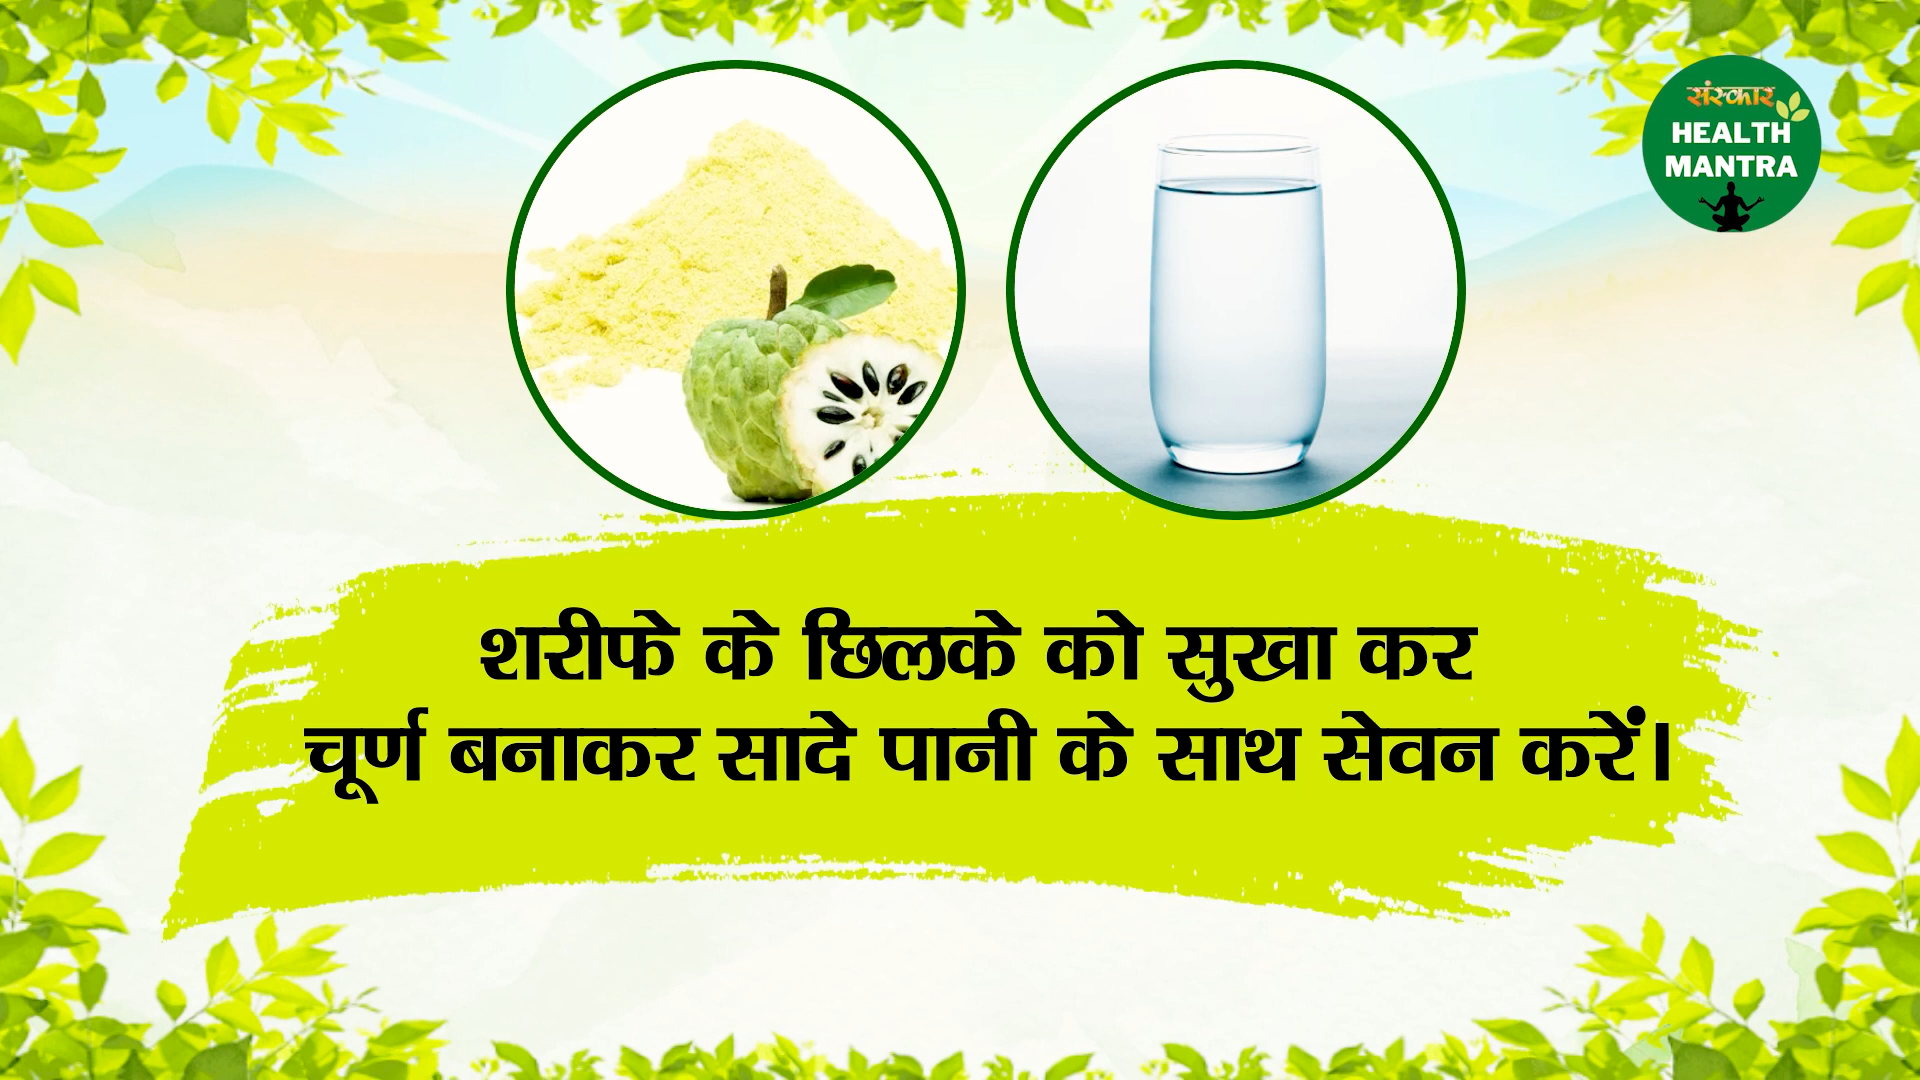 संस्कार
HEALTH
MANTRA
शरीफे के छिलके को सुखा कर
चूर्ण बनाकर सादे पानी के साथ सेवन करें।